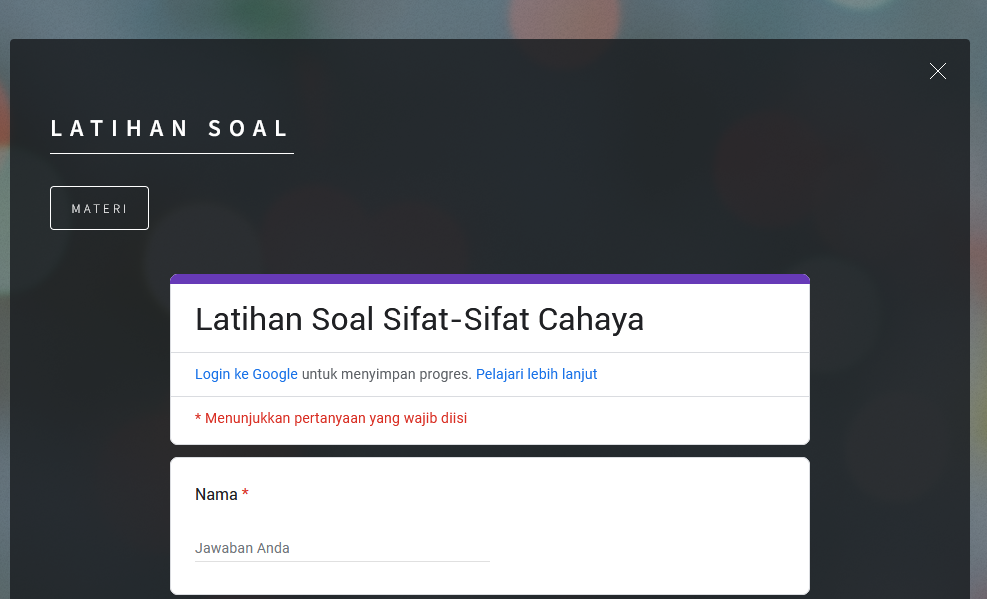 LATIHAN SOAL
MATERI
Latihan Soal Sifat-Sifat Cahaya
Login ke Google untuk menyimpan progres. Pelajari lebih lanjut
* Menunjukkan pertanyaan yang wajib diisi
Nama *
Jawaban Anda